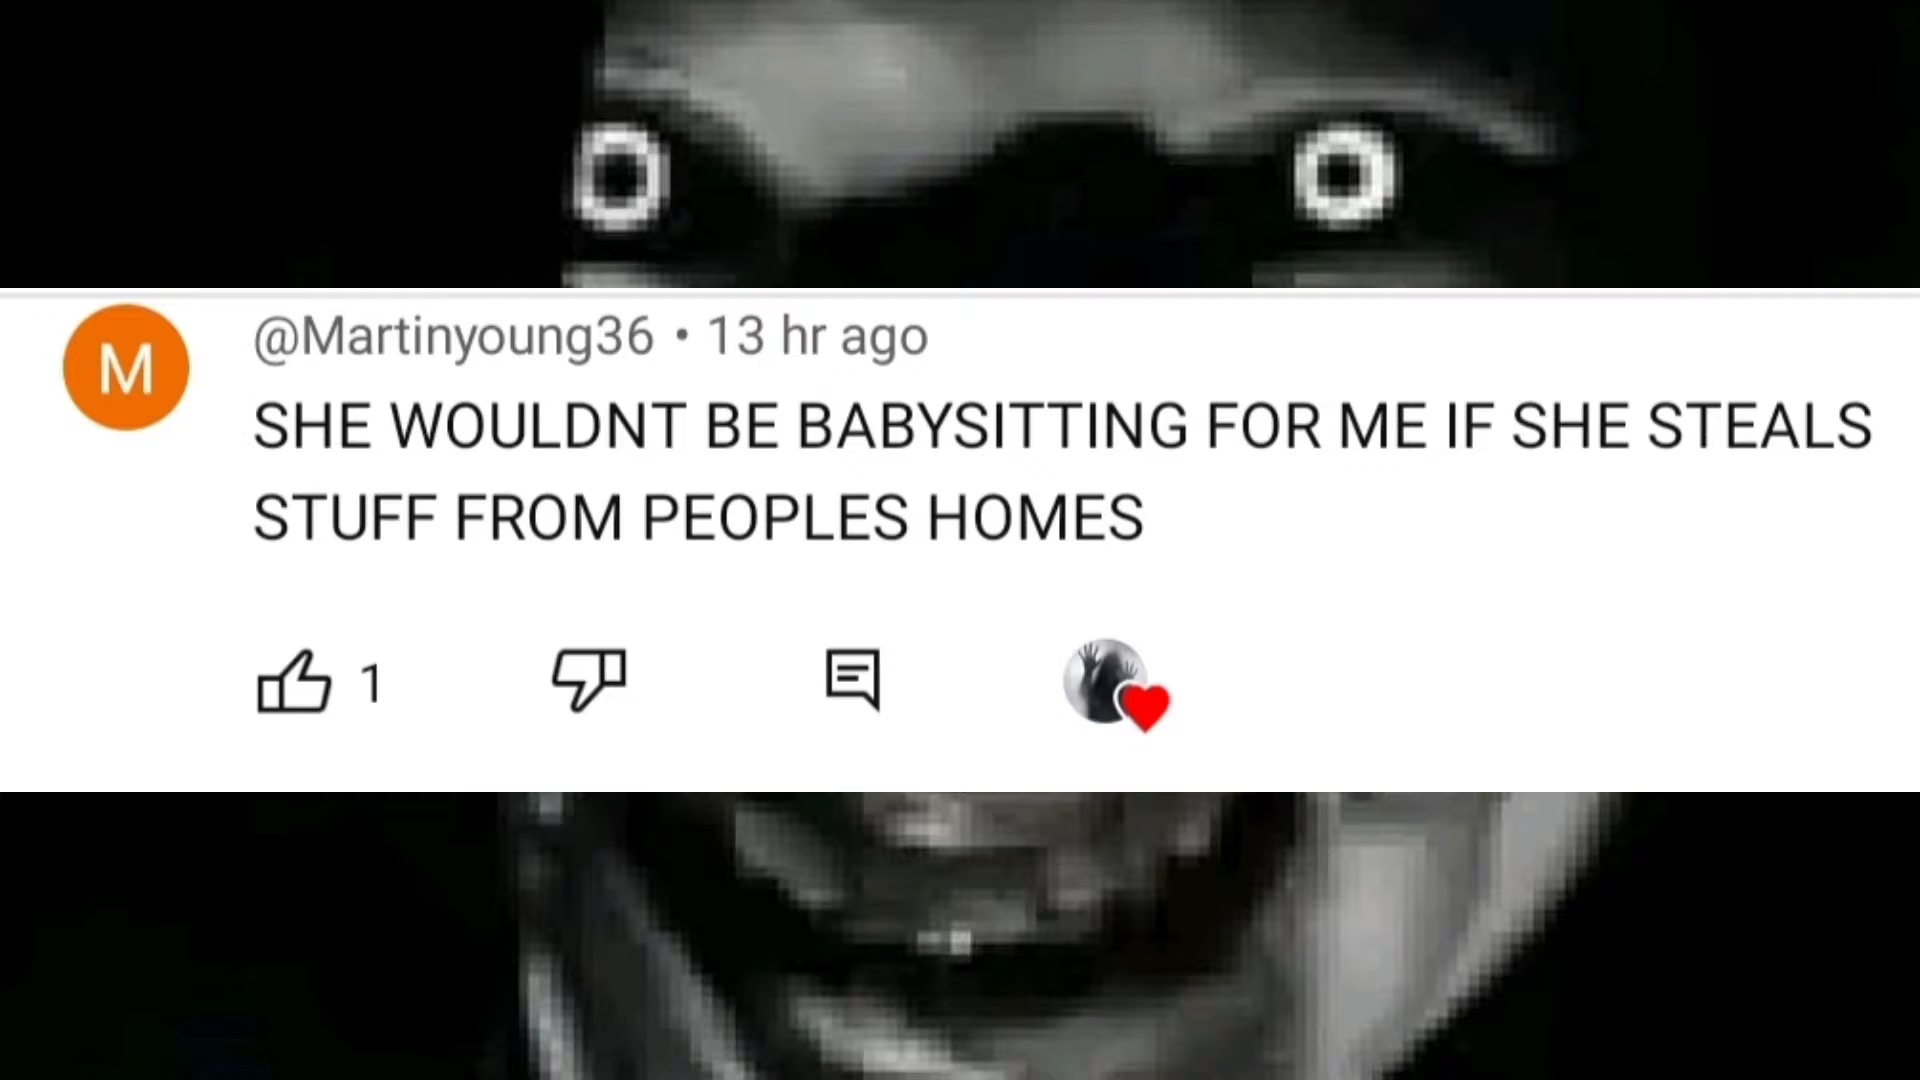 M
@Martinyoung36 • 13 hr ago
SHE WOULDNT BE BABYSITTING FOR ME IF SHE STEALS
STUFF FROM PEOPLES HOMES
1